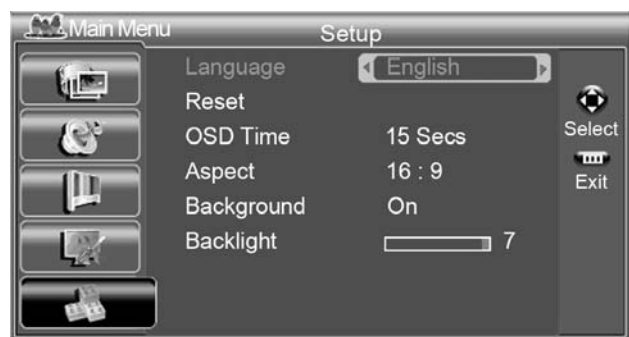 Main Menu
Setup
Language English
Reset
OSD Time 15 Secs
Aspect 16 : 9
Background On
Backlight 7
Select
Exit